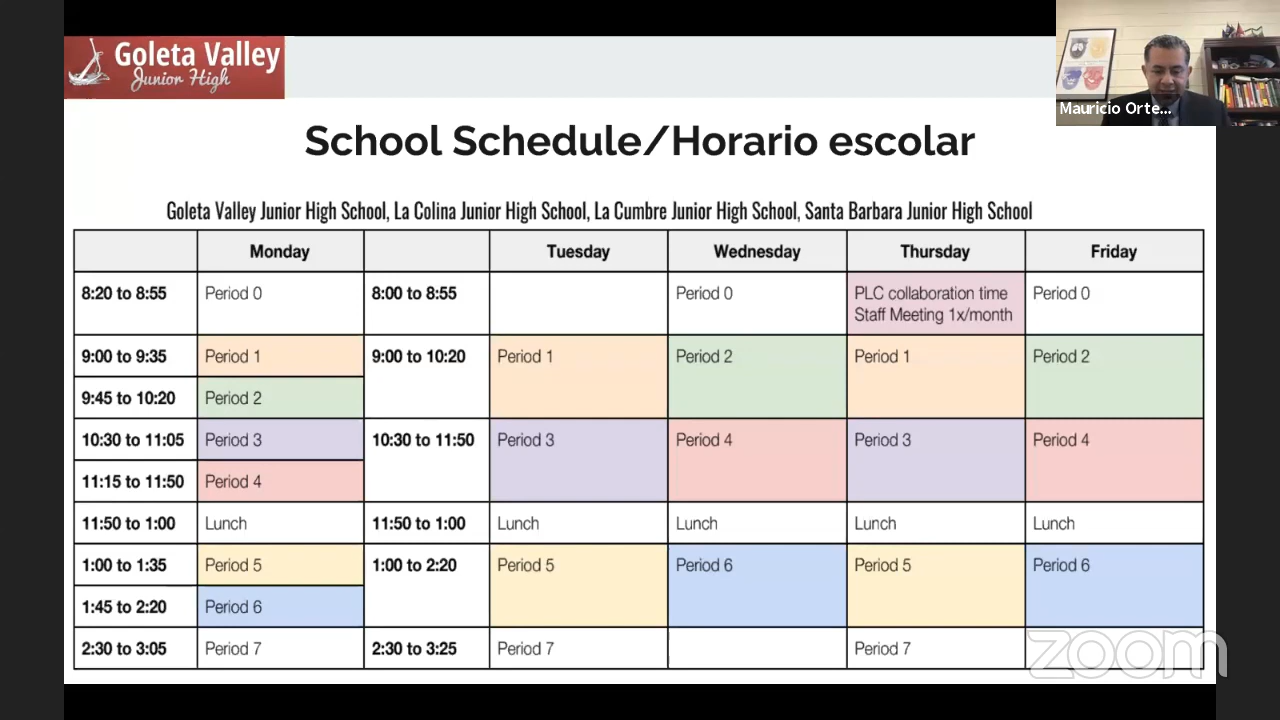 Goleta Valley
Junior High
Mauricio Orte...
School Schedule/Horario escolar
Goleta Valley Junior High School, La Colina Junior High School, La Cumbre Junior High School, Santa Barbara Junior High School
Monday Tuesday Wednesday Thursday Friday
8:20 to 8:55 Period 0 8:00 to 8:55 Period 0 PLC collaboration time Period 0
Staff Meeting 1x/month
9:00 to 9:35 Period 1 9:00 to 10:20 Period 1 Period 2 Period 1 Period 2
9:45 to 10:20 Period 2
10:30 to 11:05 Period 3 10:30 to 11:50 Period 3 Period 4 Period 3 Period 4
11:15 to 11:50 Period 4
11:50 to 1:00 Lunch 11:50 to 1:00 Lunch Lunch Lunch Lunch
1:00 to 1:35 Period 5 1:00 to 2:20 Period 5 Period 6 Period 5 Period 6
1:45 to 2:20 Period 6
2:30 to 3:05 Period 7 2:30 to 3:25 Period 7 Period 7
zoom